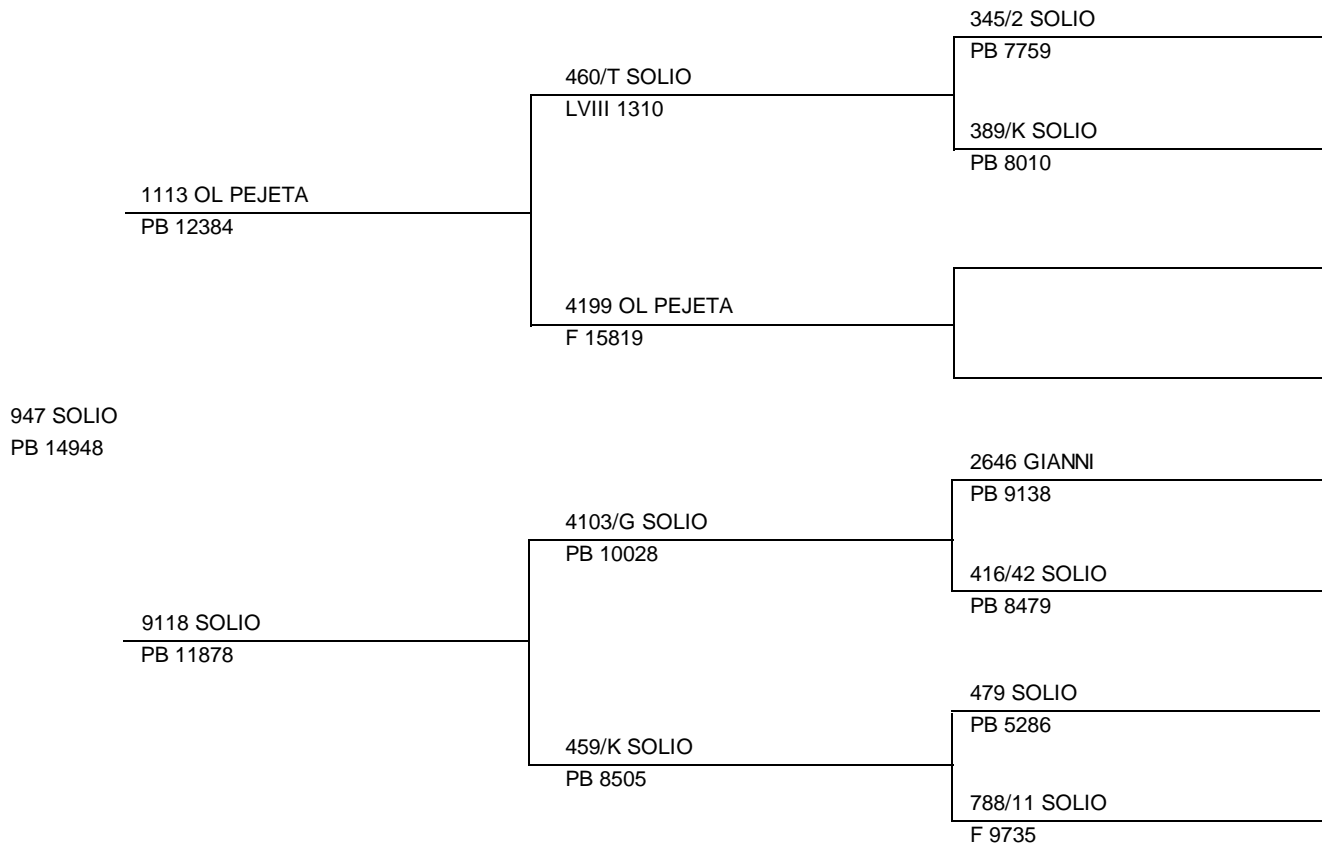 345/2 SOLIO
PB 7759
460/T SOLIO
LVIII 1310
389/K SOLIO
PB 8010
1113 OL PEJETA
PB 12384
4199 OL PEJETA
F 15819
947 SOLIO
PB 14948
2646 GIANNI
PB 9138
4103/G SOLIO
PB 10028
416/42 SOLIO
PB 8479
9118 SOLIO
PB 11878
479 SOLIO
PB 5286
459/K SOLIO
PB 8505
788/11 SOLIO
F 9735